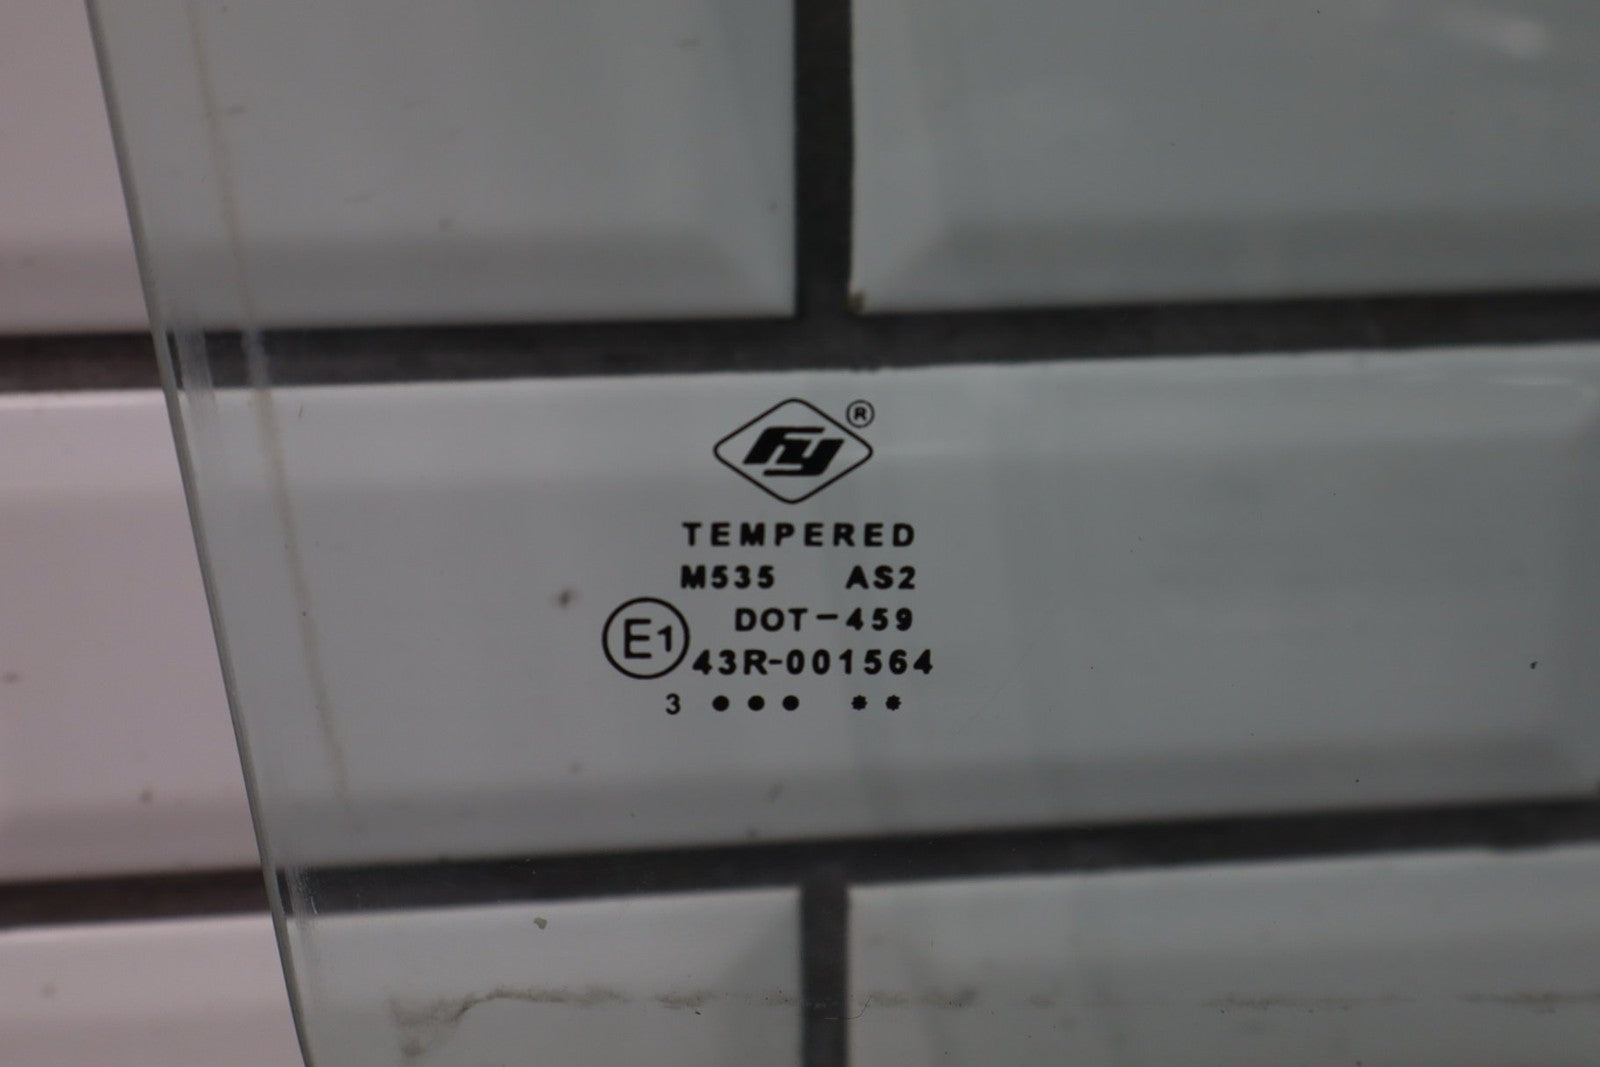 fy ®
TEMPERED
M535 AS2
DOT-459
E1 43R-001564
3 ●●● **